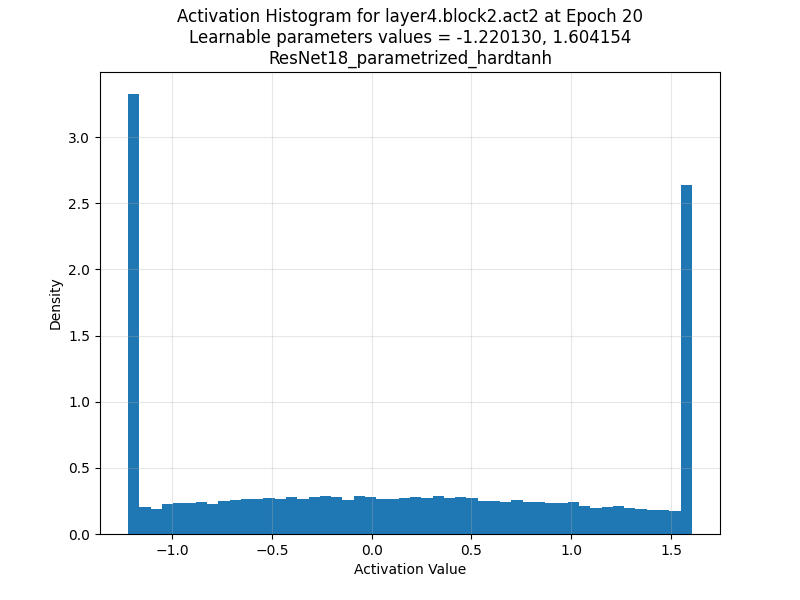 Activation Histogram for layer4.block2.act2 at Epoch 20
Learnable parameters values = -1.220130, 1.604154
ResNet18_parametrized_hardtanh
3.0
2.5
2.0
1.5
1.0
0.5
0.0
Density
−1.0 −0.5 0.0 0.5 1.0 1.5
Activation Value